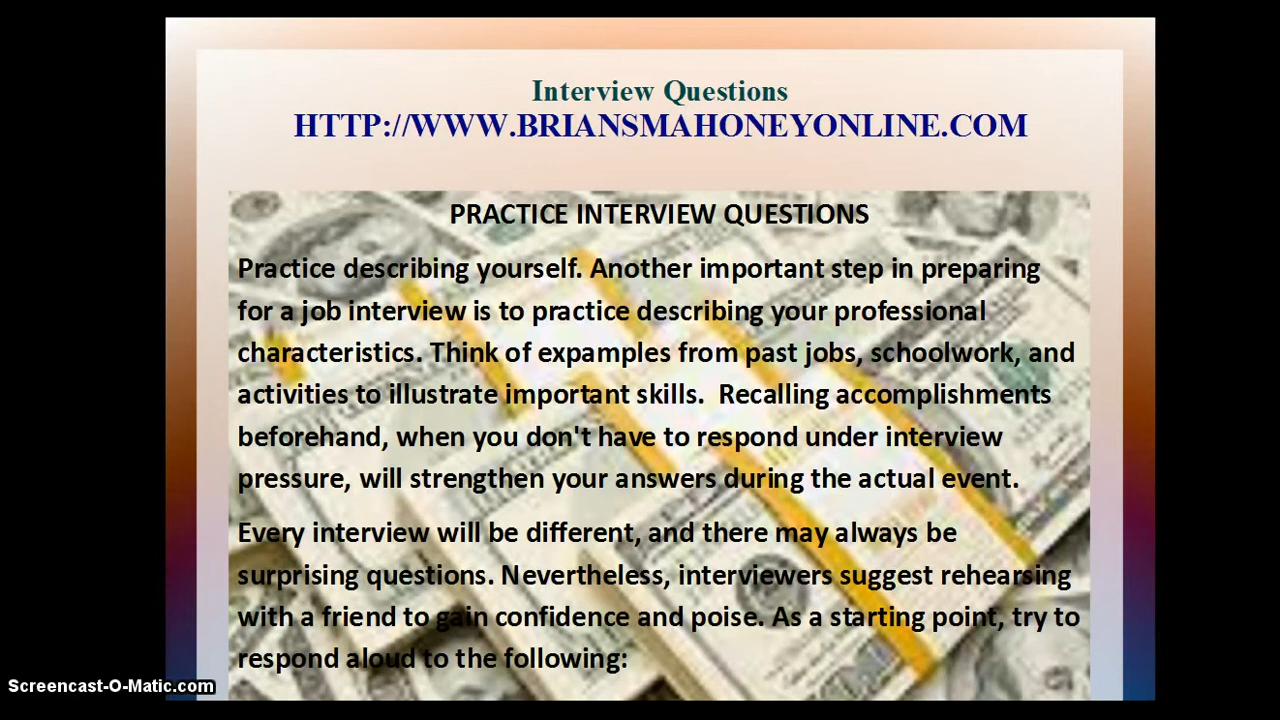 Interview Questions
HTTP://WWW.BRIANSMAHONEYONLINE.COM
PRACTICE INTERVIEW QUESTIONS
Practice describing yourself. Another important step in preparing
for a job interview is to practice describing your professional
characteristics. Think of expamples from past jobs, schoolwork, and
activities to illustrate important skills.  Recalling accomplishments
beforehand, when you don't have to respond under interview
pressure, will strengthen your answers during the actual event.
Every interview will be different, and there may always be
surprising questions. Nevertheless, interviewers suggest rehearsing
with a friend to gain confidence and poise. As a starting point, try to
respond aloud to the following:
Screencast-O-Matic.com